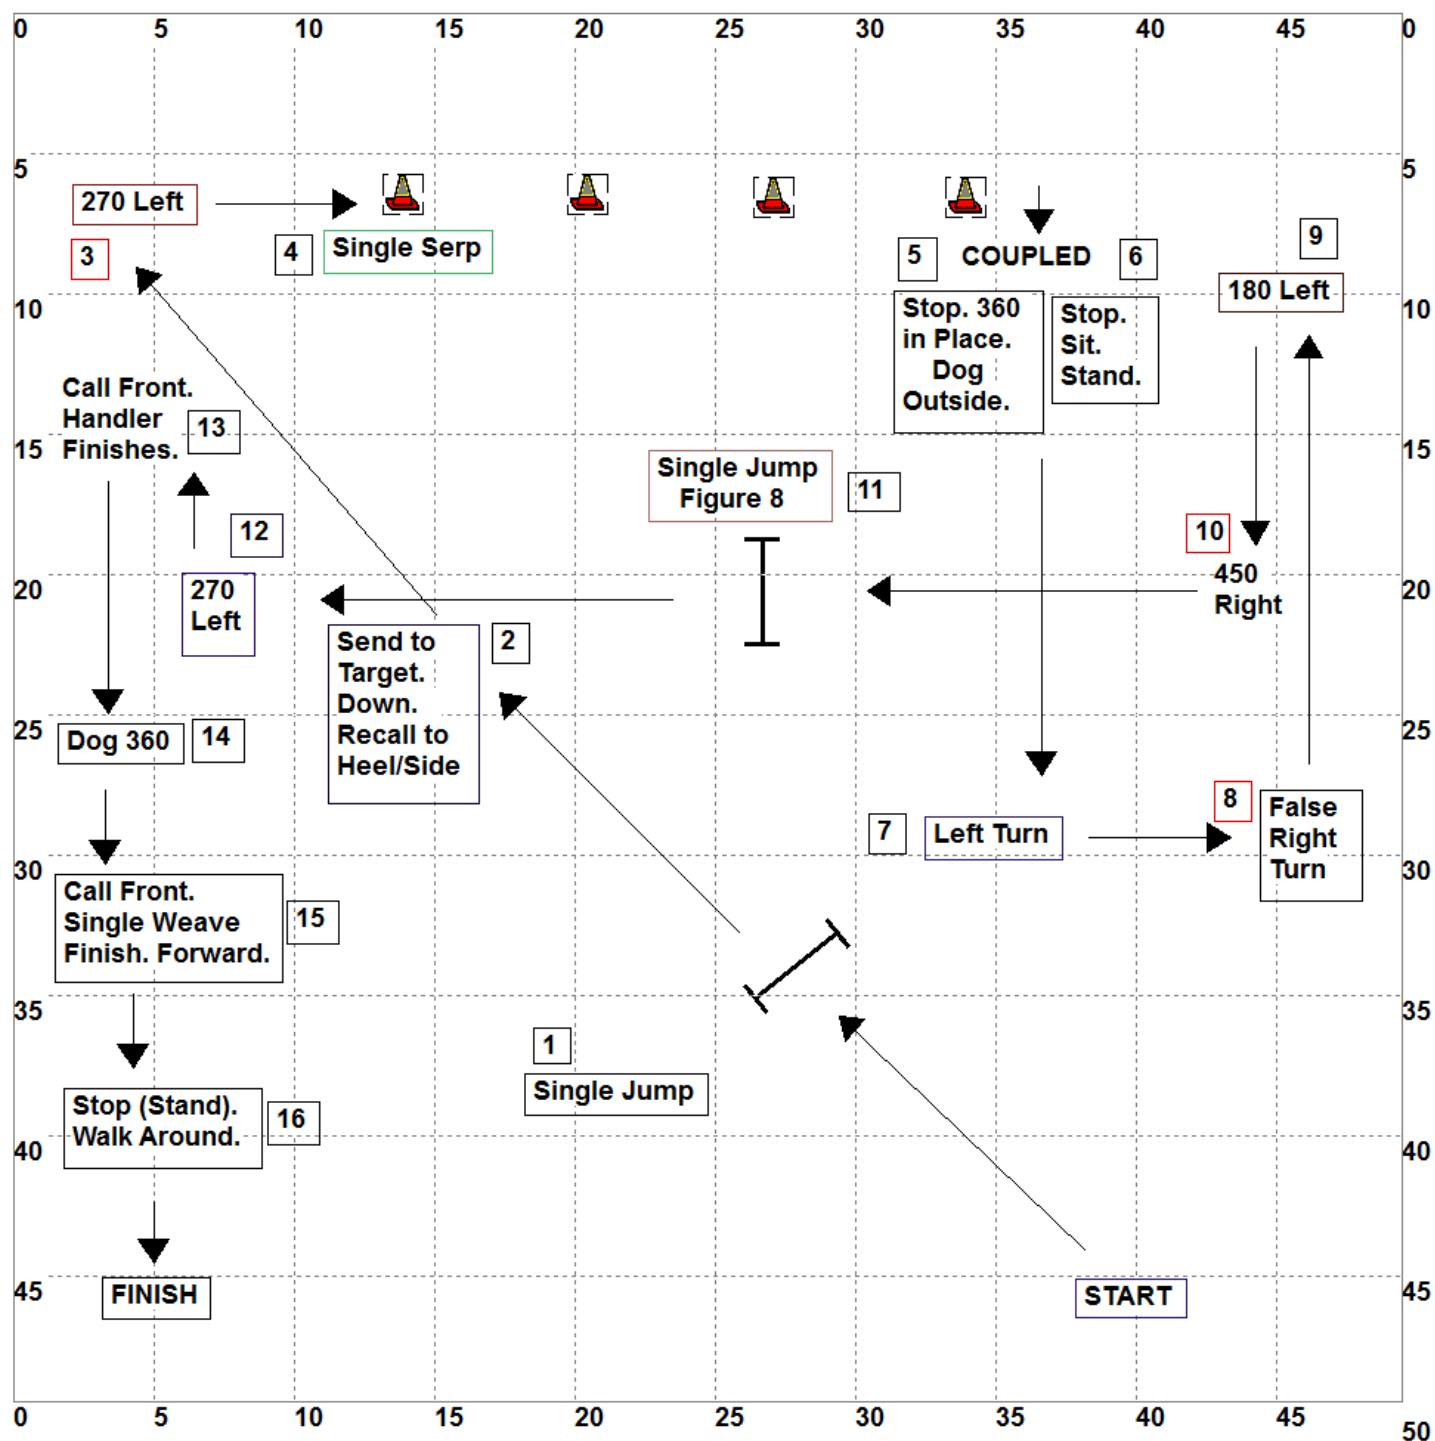 0 5 10 15 20 25 30 35 40 45 0
5 5
270 Left
3
4
Single Serp
5
COUPLED
6
9
180 Left
10 10
Stop. 360
in Place.
Dog
Outside.
Stop.
Sit.
Stand.
Call Front.
Handler
Finishes.
13
15 15
Single Jump
Figure 8
11
12
10
450
Right
20 20
270
Left
Send to
Target.
Down.
Recall to
Heel/Side
2
25 25
Dog 360
14
7
Left Turn
8
False
Right
Turn
30 30
Call Front.
Single Weave
Finish. Forward.
15
35 35
1
Single Jump
Stop (Stand).
Walk Around.
16
40 40
45 45
FINISH
START
0 5 10 15 20 25 30 35 40 45 50